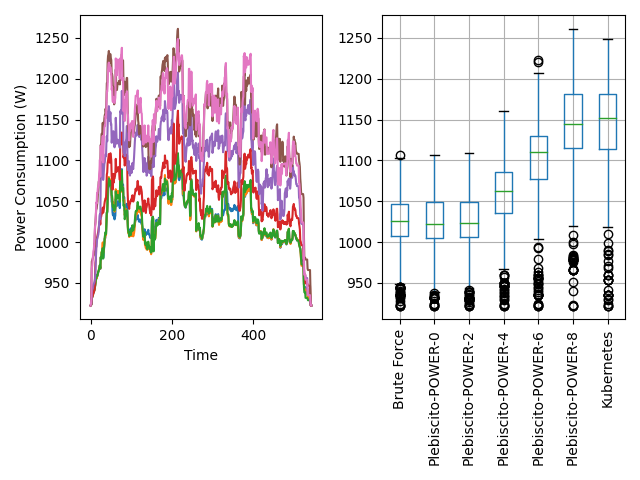 Power Consumption (W)
1250
1200
1150
1100
1050
1000
950
0
200
400
Time
1250
1200
1150
1100
1050
1000
950
Brute Force
Plebiscito-POWER-0
Plebiscito-POWER-2
Plebiscito-POWER-4
Plebiscito-POWER-6
Plebiscito-POWER-8
Kubernetes